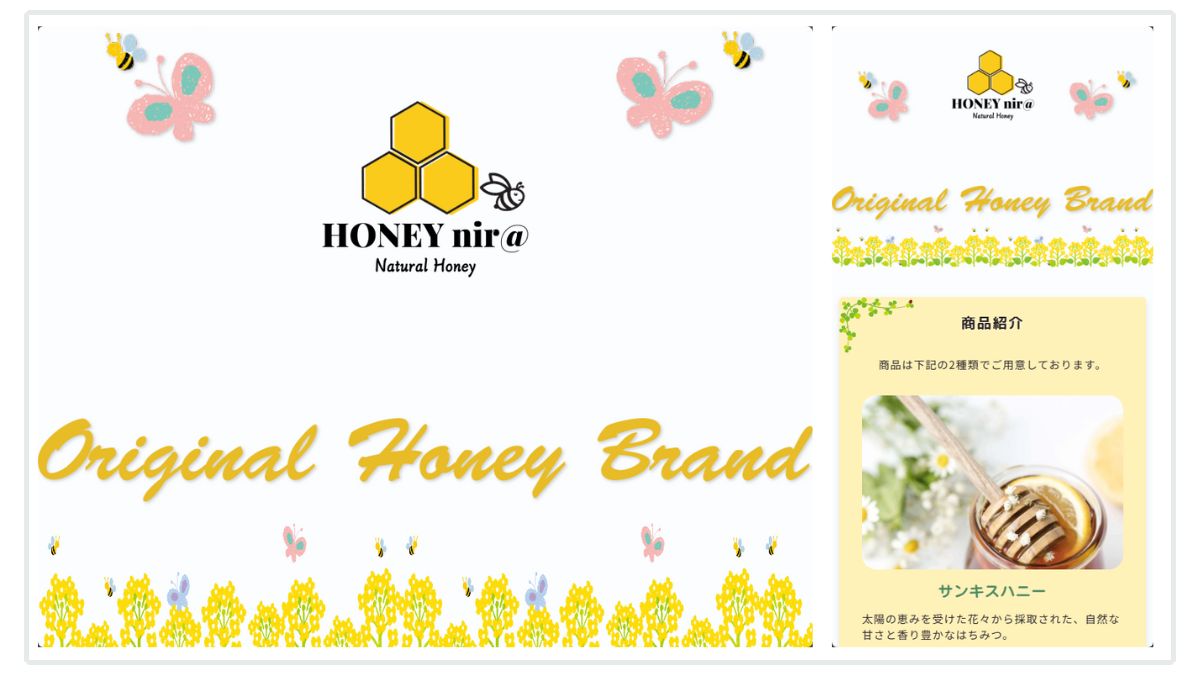 HONEY nir@
Natural Honey
Original Honey Brand
HONEY nir@
Natural Honey
Original Honey Brand
商品紹介
商品は下記の2種類でご用意しております。
サンキスハニー
太陽の恵みを受けた花々から採取された、自然な
甘さと香り豊かなはちみつ。